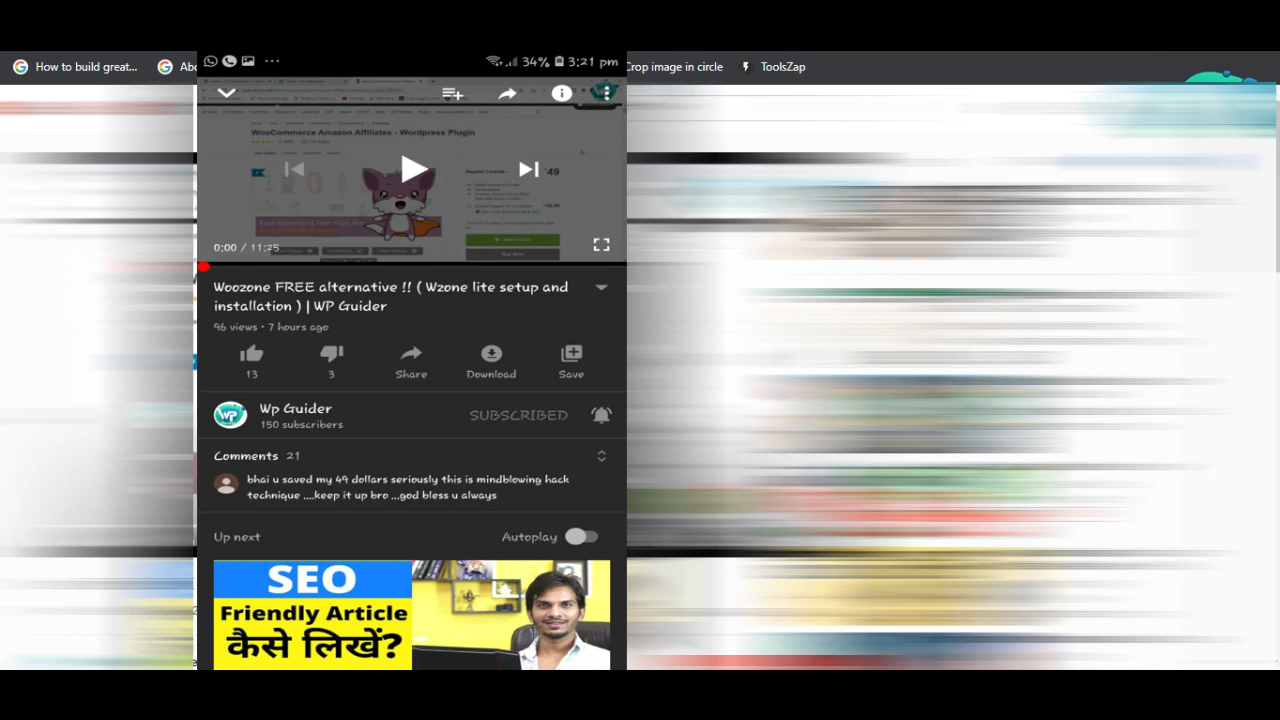 34% 3:21 pm
How to build great...
Crop image in circle
ToolsZap
WooCommerce Amazon Affiliates - Wordpress Plugin
Regular License
49
0:00 / 11:25
Woozone FREE alternative !! ( Wzone lite setup and
installation ) | WP Guider
96 views • 7 hours ago
13
3
Share
Download
Save
WP
Wp Guider
150 subscribers
SUBSCRIBED
Comments 21
bhai u saved my 49 dollars seriously this is mindblowing hack
technique ....keep it up bro ...god bless u always
Up next
Autoplay
SEO
Friendly Article
कैसे लिखें?